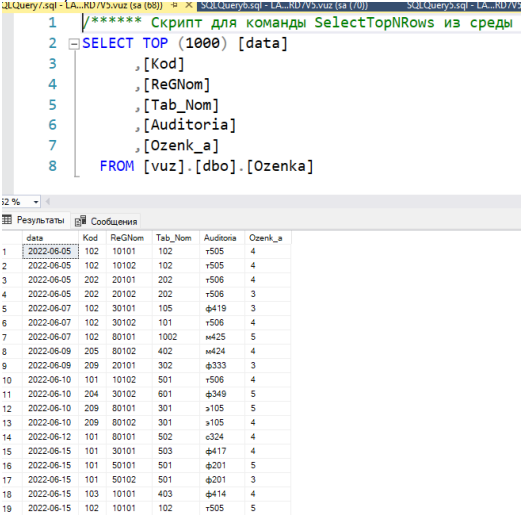 LQuery7.sql - LA...RD7V5.vuz (sa (68)) SQLQuery6.sql - LA...RD7V5.vuz (sa (70)) SQLQuery5.sql - LA...RD7V5
1 /****** Скрипт для команды SelectTopNRows из среды
2 SELECT TOP (1000) [data]
3 ,[Kod]
4 ,[ReGNom]
5 ,[Tab_Nom]
6 ,[Auditoria]
7 ,[Ozenk_a]
8 FROM [vuz].[dbo].[Ozenka]
Результаты Сообщения
data Kod ReGNom Tab_Nom Auditoria Ozenk_a
1 2022-06-05 102 10101 102 т505 4
2 2022-06-05 102 10102 102 т505 4
3 2022-06-05 202 20101 202 т506 4
4 2022-06-05 202 20102 202 т506 3
5 2022-06-07 102 30101 105 ф419 3
6 2022-06-07 102 30102 101 т506 4
7 2022-06-07 102 80101 1002 м425 5
8 2022-06-09 205 80102 402 м424 4
9 2022-06-09 209 20101 302 ф333 3
10 2022-06-10 101 10102 501 т506 4
11 2022-06-10 204 30102 601 ф349 5
12 2022-06-10 209 80101 301 э105 5
13 2022-06-10 209 80102 301 э105 4
14 2022-06-12 101 80101 502 с324 4
15 2022-06-15 101 30101 503 ф417 4
16 2022-06-15 101 50101 501 ф201 5
17 2022-06-15 101 50102 501 ф201 3
18 2022-06-15 103 10101 403 ф414 4
19 2022-06-15 102 10101 102 т505 5